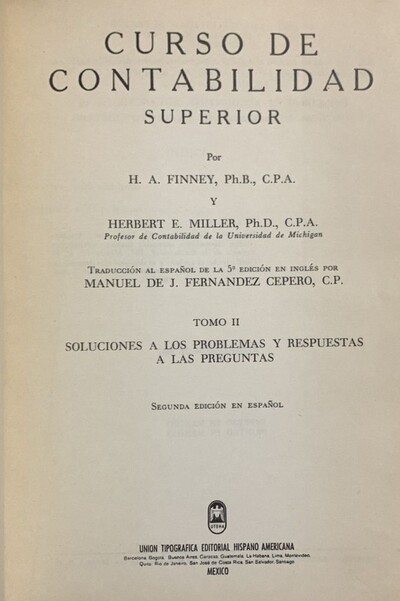 CURSO DE
CONTABILIDAD
SUPERIOR
Por
H. A. FINNEY, Ph.B., C.P.A.
Y
HERBERT E. MILLER, Ph.D., C.P.A.
Profesor de Contabilidad de la Universidad de Michigan
TRADUCCIÓN AL ESPAÑOL DE LA 5ª EDICIÓN EN INGLÉS POR
MANUEL DE J. FERNANDEZ CEPERO, C.P.
TOMO II
SOLUCIONES A LOS PROBLEMAS Y RESPUESTAS
A LAS PREGUNTAS
SEGUNDA EDICIÓN EN ESPAÑOL
UTEHA
UNION TIPOGRAFICA EDITORIAL HISPANO AMERICANA
Barcelona, Bogotá, Buenos Aires, Caracas, Guatemala, La Habana, Lima, Montevideo,
Quito, Río de Janeiro, San José de Costa Rica, San Salvador, Santiago
MEXICO